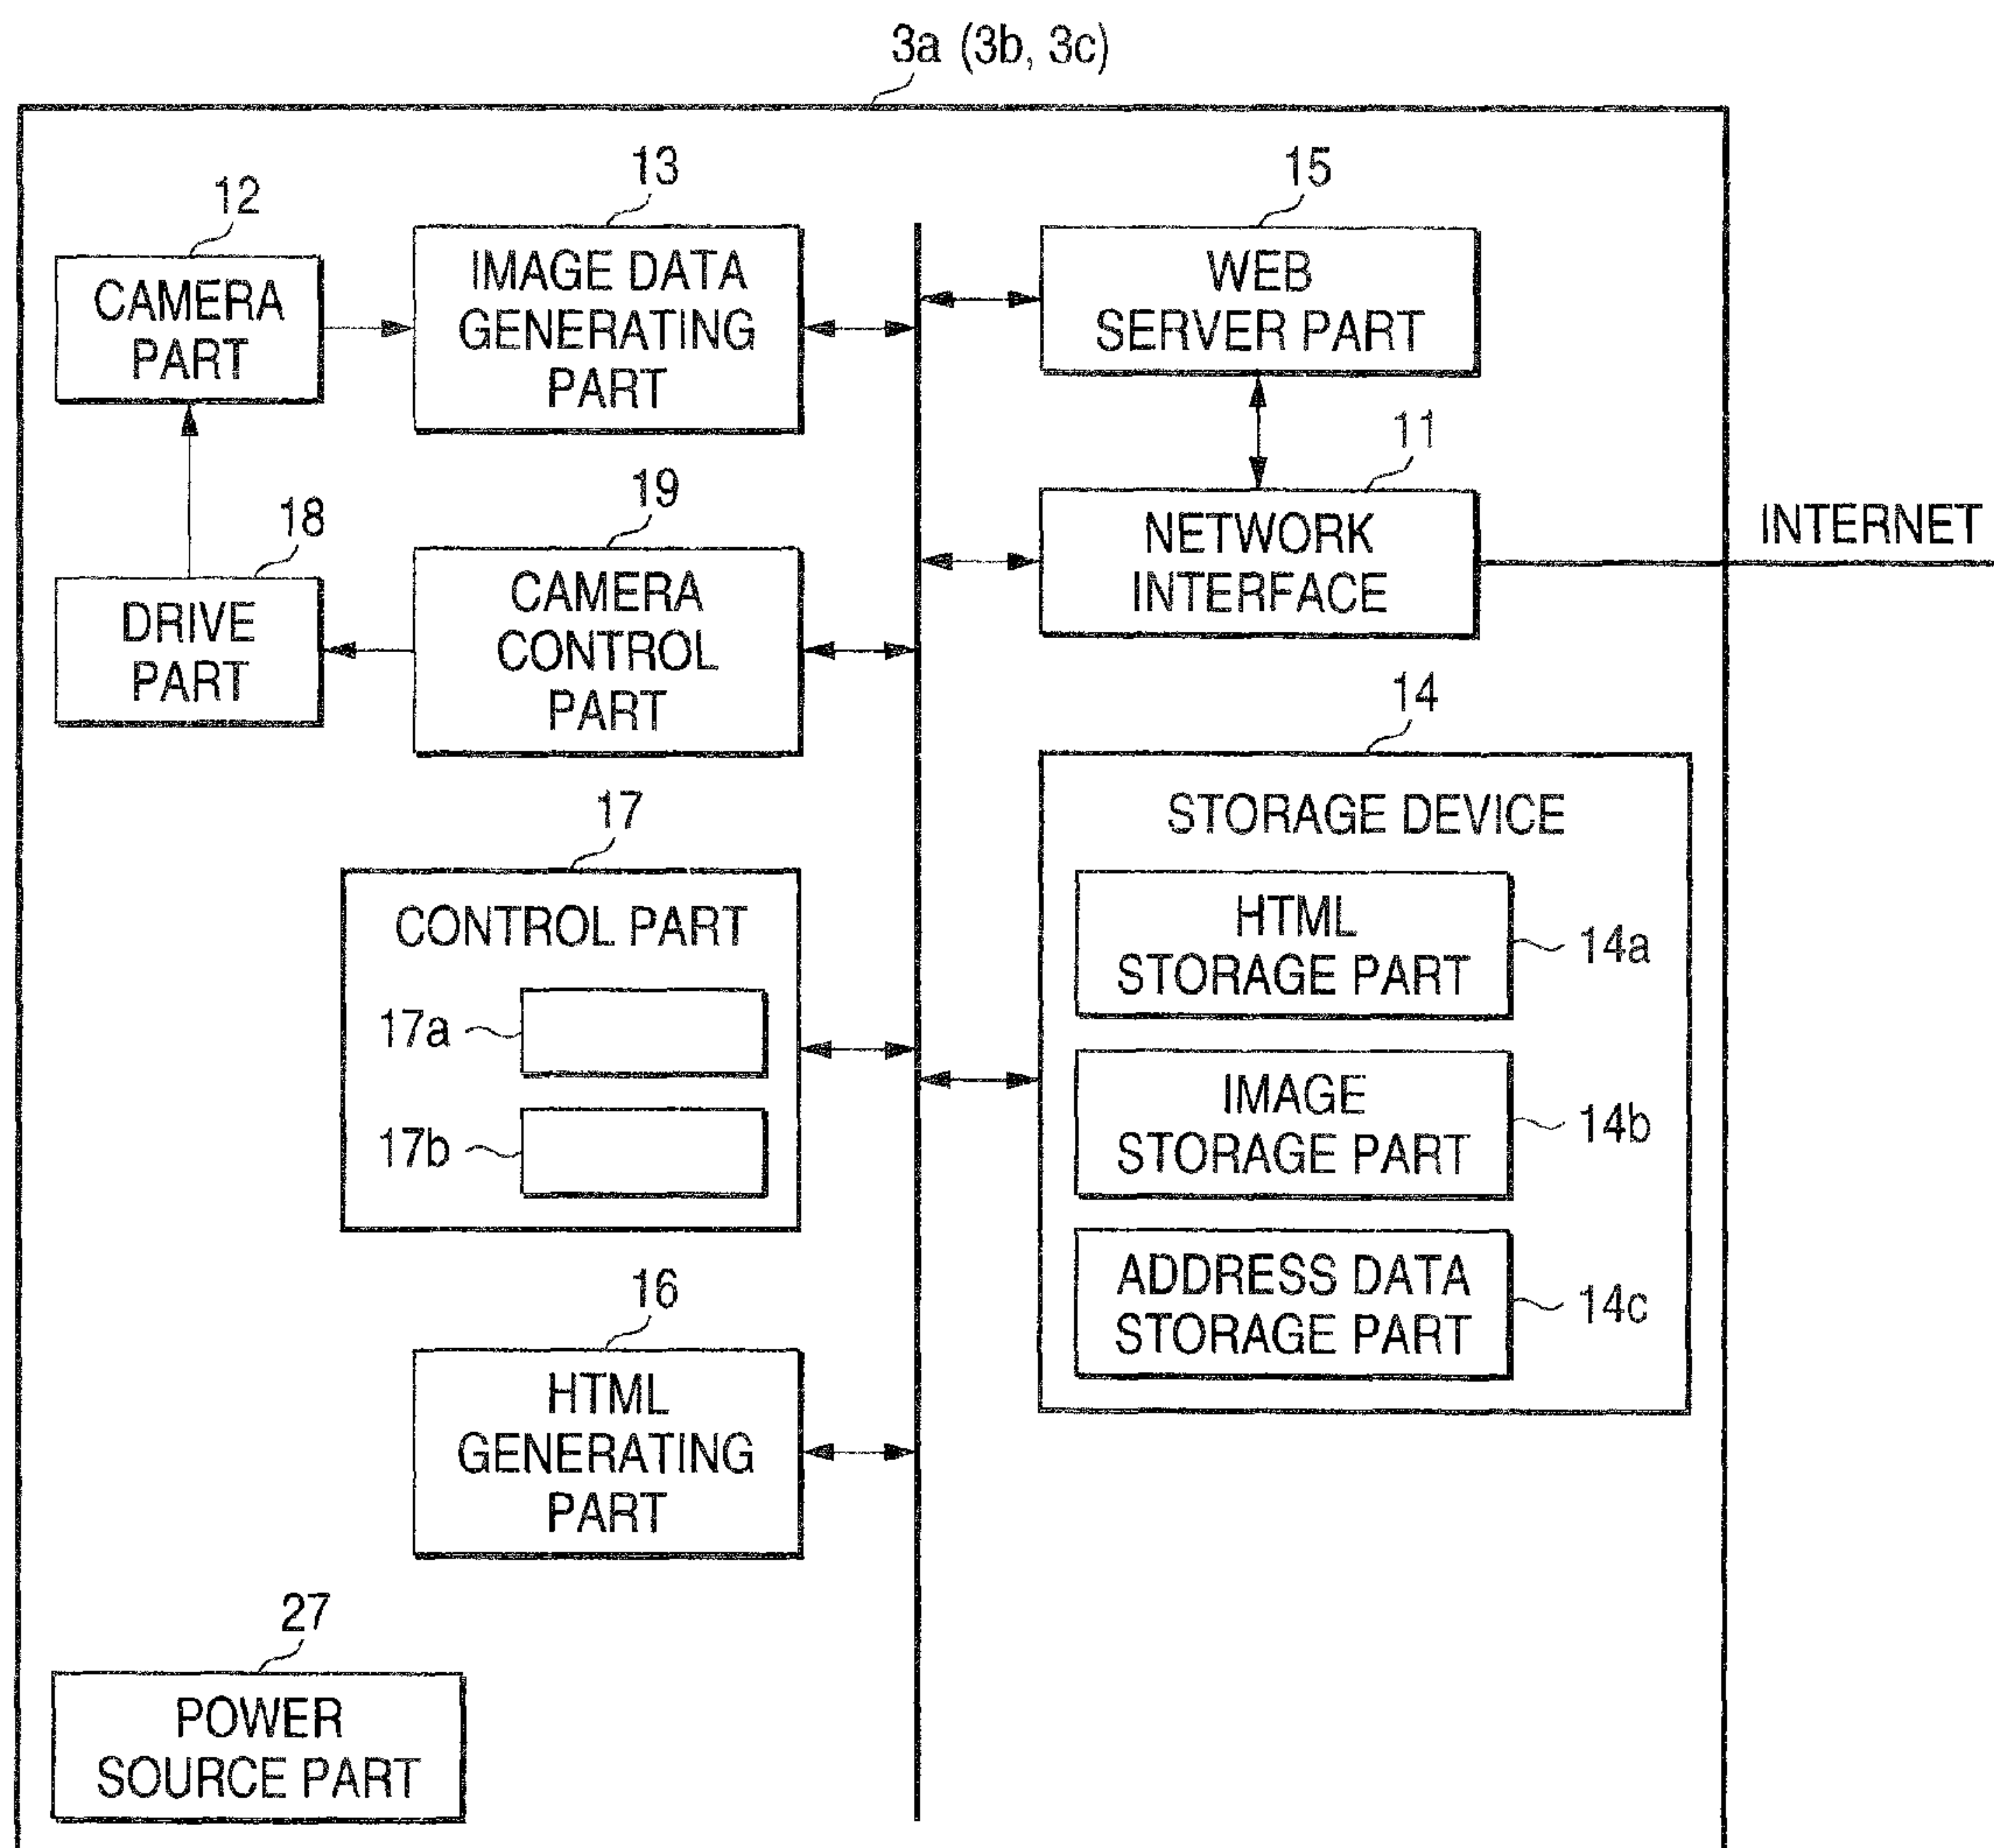 3a (3b, 3c)
12
CAMERA
PART
13
IMAGE DATA
GENERATING
PART
15
WEB
SERVER PART
18
DRIVE
PART
19
CAMERA
CONTROL
PART
11
NETWORK
INTERFACE
INTERNET
17
CONTROL PART
17a
17b
14
STORAGE DEVICE
HTML
STORAGE PART
14a
IMAGE
STORAGE PART
14b
ADDRESS DATA
STORAGE PART
14c
16
HTML
GENERATING
PART
27
POWER
SOURCE PART